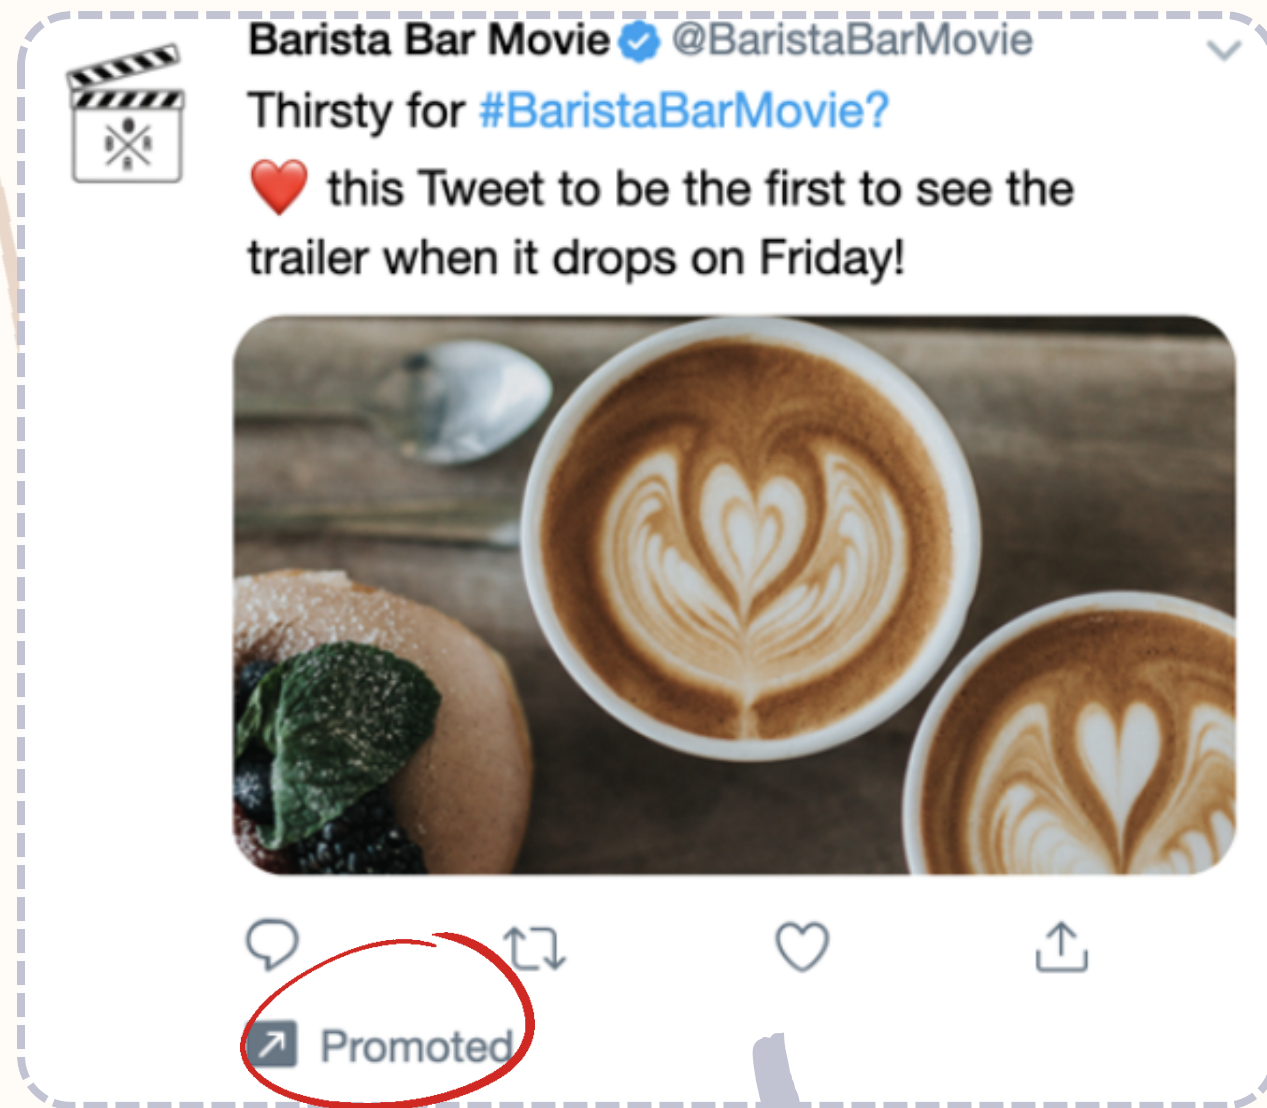 Barista Bar Movie @BaristaBarMovie
Thirsty for #BaristaBarMovie?
❤️ this Tweet to be the first to see the
trailer when it drops on Friday!
B R
A
Promoted